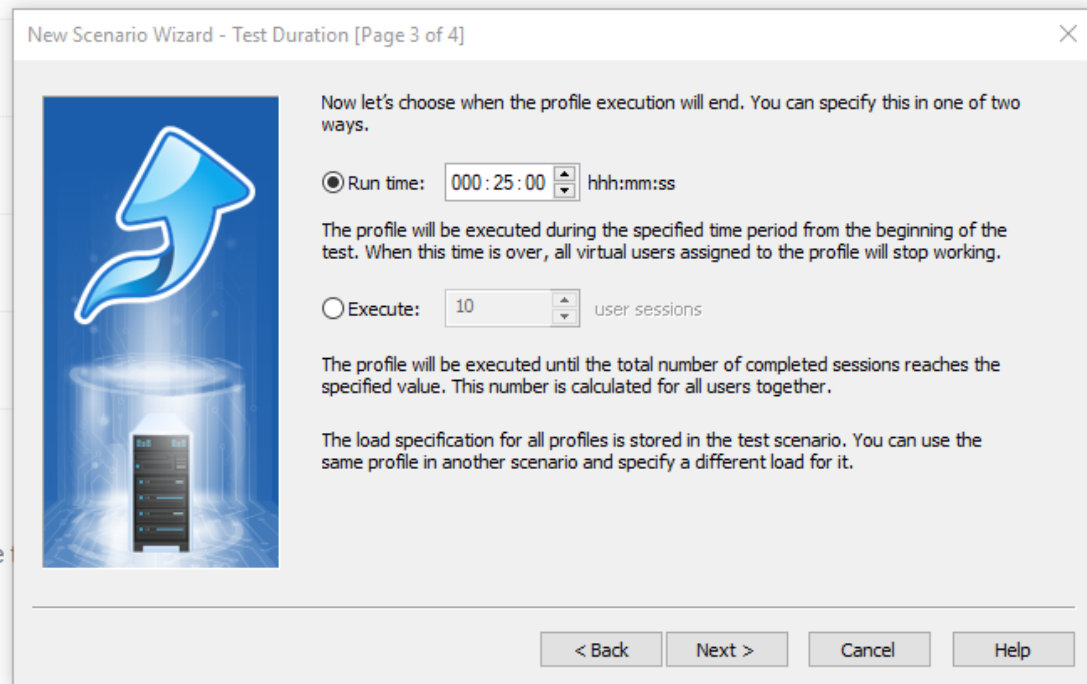 New Scenario Wizard - Test Duration [Page 3 of 4]
Now let's choose when the profile execution will end. You can specify this in one of two
ways.
Run time: 000:25:00 hhh:mm:ss
The profile will be executed during the specified time period from the beginning of the
test. When this time is over, all virtual users assigned to the profile will stop working.
Execute: 10 user sessions
The profile will be executed until the total number of completed sessions reaches the
specified value. This number is calculated for all users together.
The load specification for all profiles is stored in the test scenario. You can use the
same profile in another scenario and specify a different load for it.
< Back Next > Cancel Help